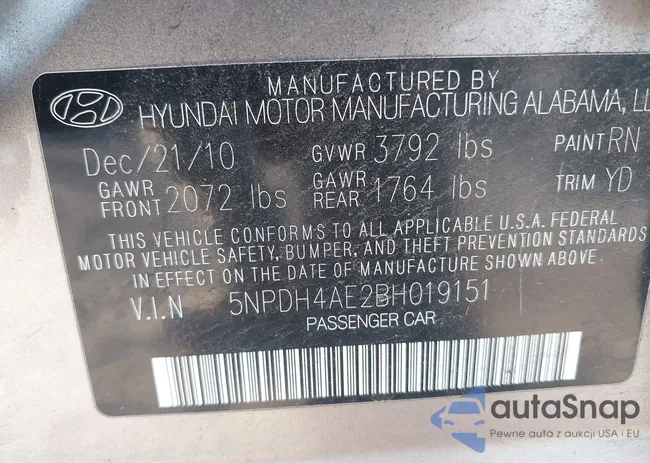 MANUFACTURED BY
HYUNDAI MOTOR MANUFACTURING ALABAMA, LL
Dec/21/10 GVWR 3792 lbs PAINT RN
GAWR FRONT 2072 lbs GAWR REAR 1764 lbs TRIM YD
THIS VEHICLE CONFORMS TO ALL APPLICABLE U.S.A. FEDERAL
MOTOR VEHICLE SAFETY, BUMPER, AND THEFT PREVENTION STANDARDS
IN EFFECT ON THE DATE OF MANUFACTURE SHOWN ABOVE.
V.I.N 5NPDH4AE2BH019151
PASSENGER CAR
autaSnap
Pewne auta z aukcji USA i EU